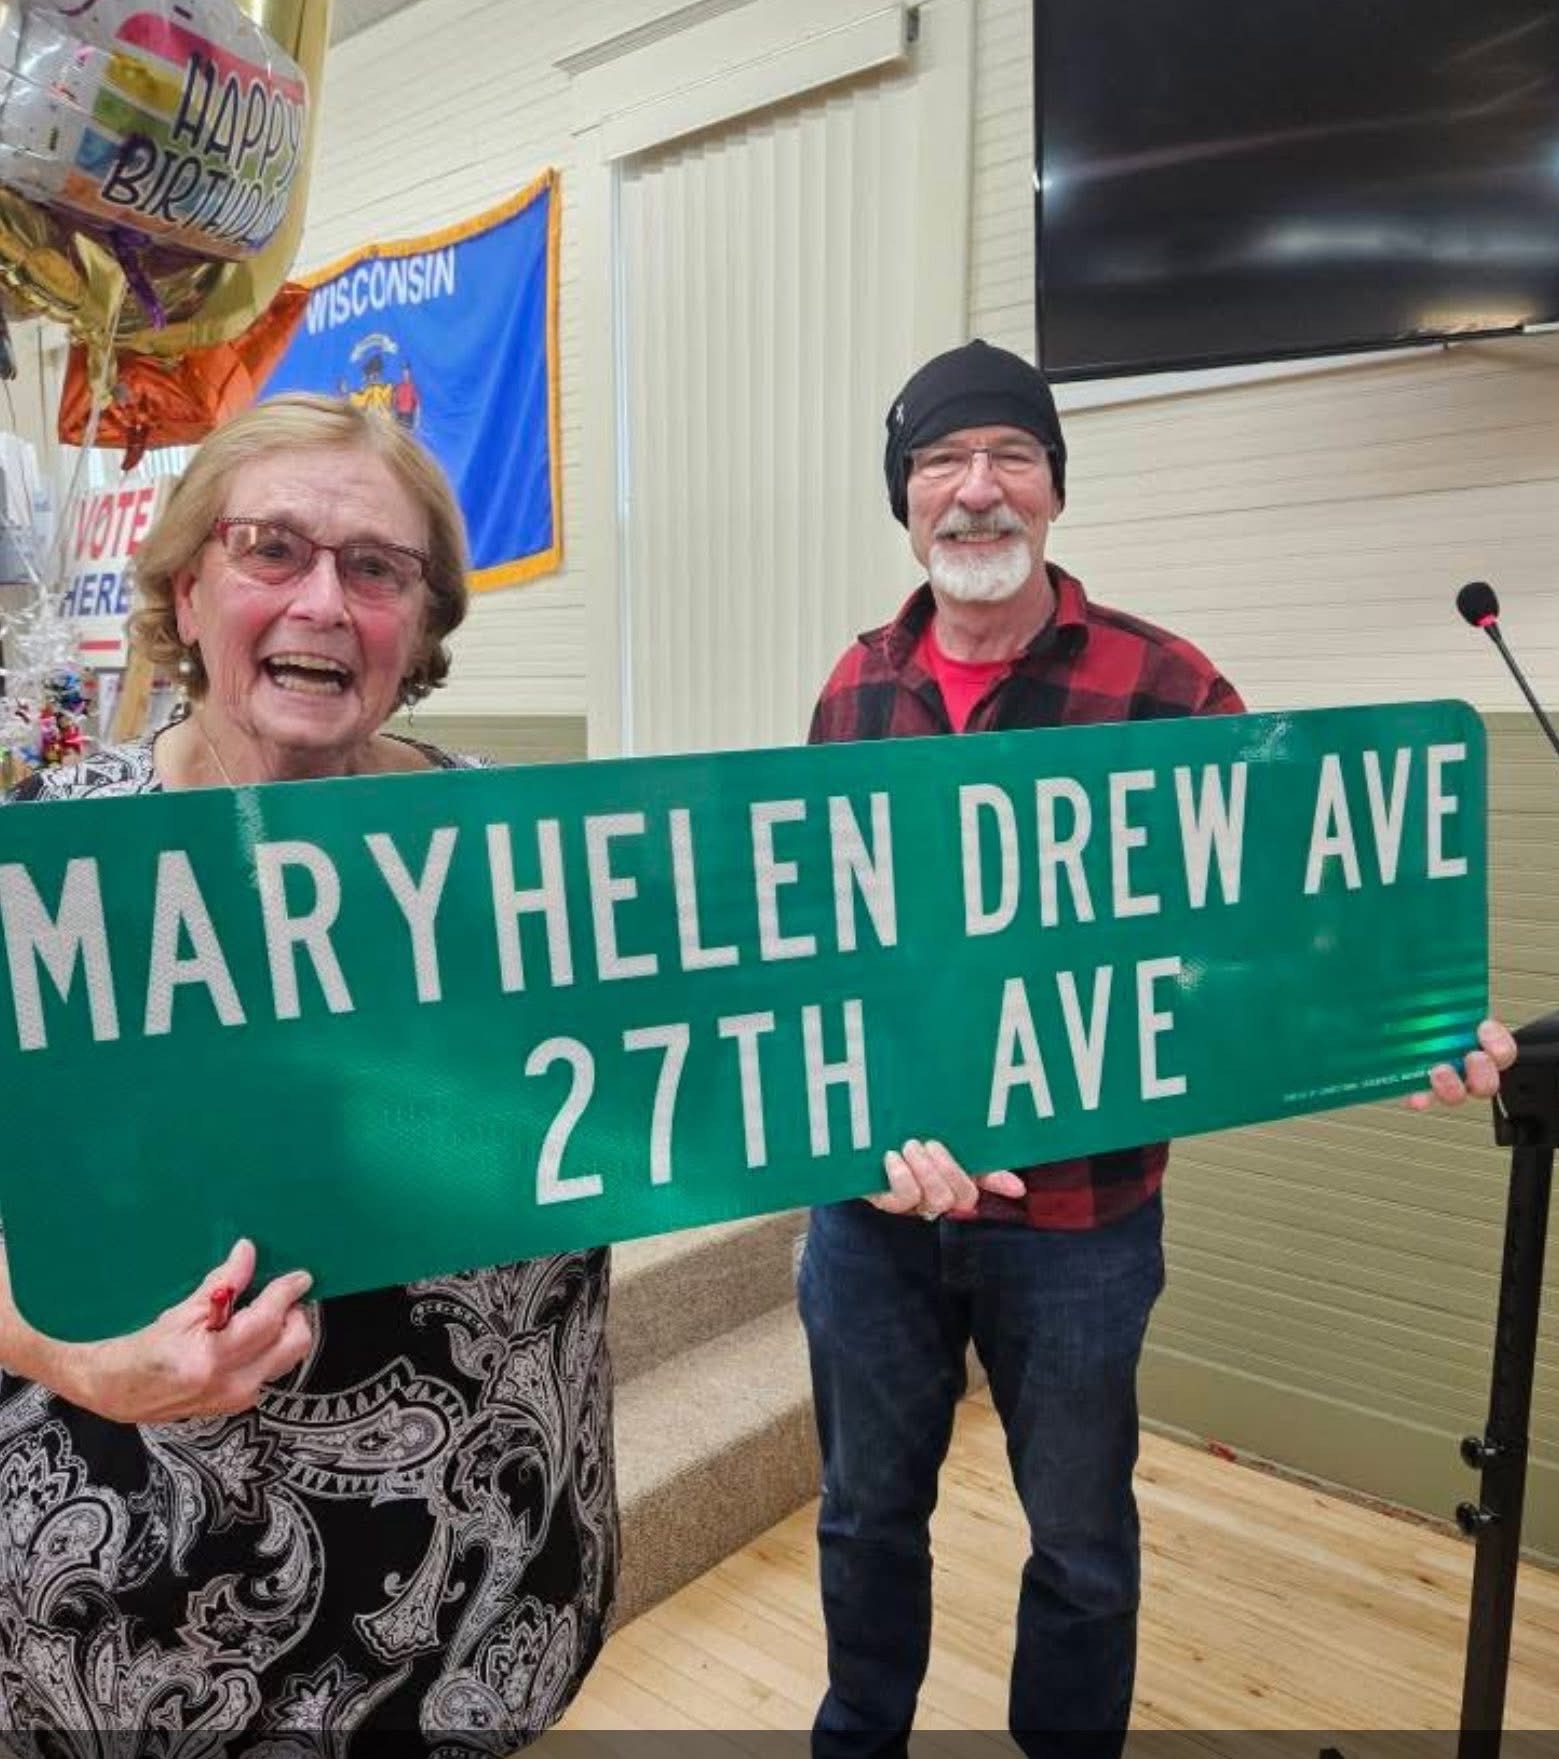 HAPPY
BIRTHDAY
WISCONSIN
VOTE
HERE
MARYHELEN DREW AVE
27TH AVE